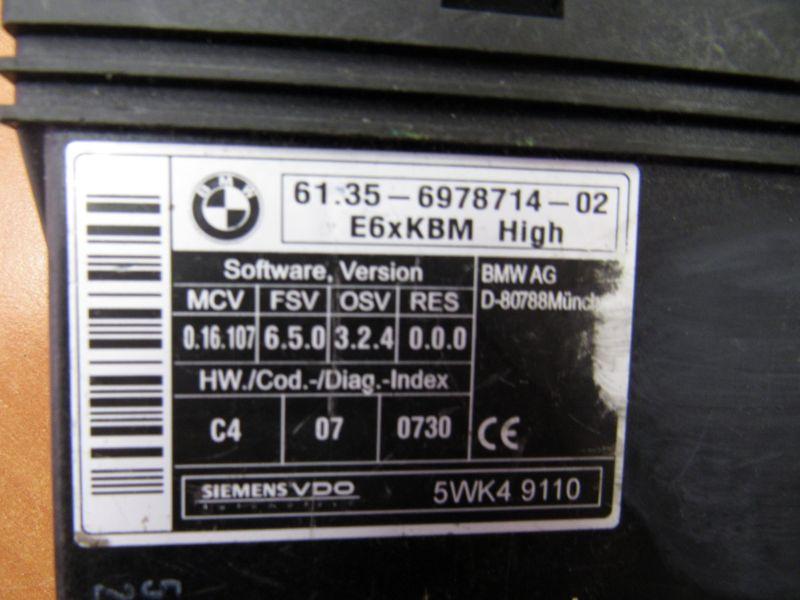 BMW
61.35-6978714-02
E6xKBM High
Software, Version
MCV FSV OSV RES
0.16.107 6.5.0 3.2.4 0.0.0
HW./Cod.-/Diag.-Index
C4 07 0730
BMW AG
CE
SIEMENS VDO
Automotive
5WK4 9110